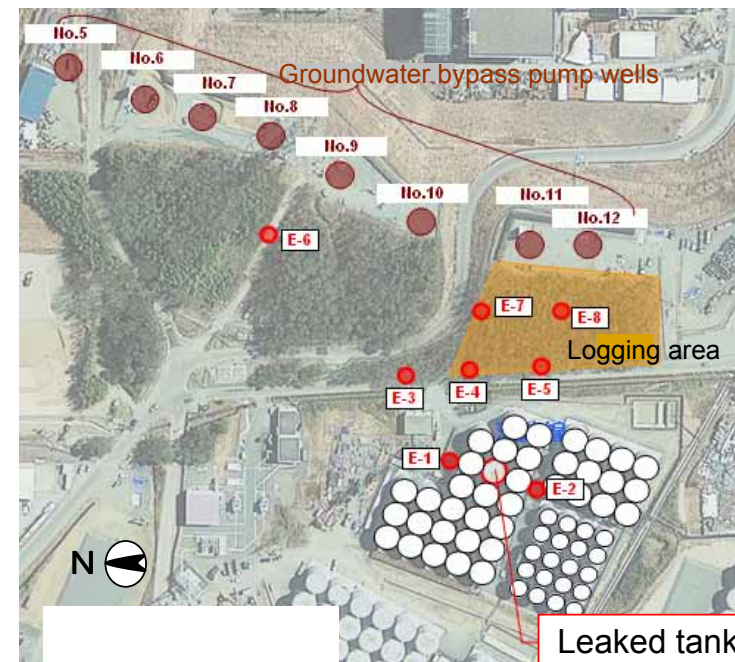 No.5
No.6
No.7
Groundwater bypass pump wells
No.8
No.9
No.10
No.11
No.12
E-6
E-7
E-8
Logging area
E-3
E-4
E-5
E-1
E-2
N
Leaked tank